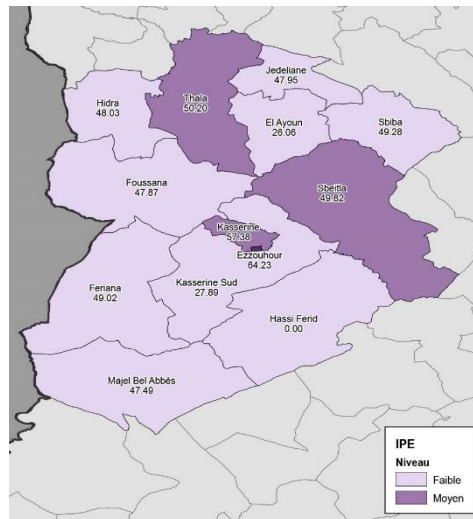 Jedeliane
47.95
Thala
50.20
Hidra
48.03
El Ayoun
26.06
Sbiba
49.28
Foussana
47.87
Sbeitla
49.82
Kasserine
57.38
Ezzouhour
64.23
Kasserine Sud
27.89
Feriana
49.02
Hassi Ferid
0.00
Majel Bel Abbès
47.49
IPE
Niveau
Faible
Moyen